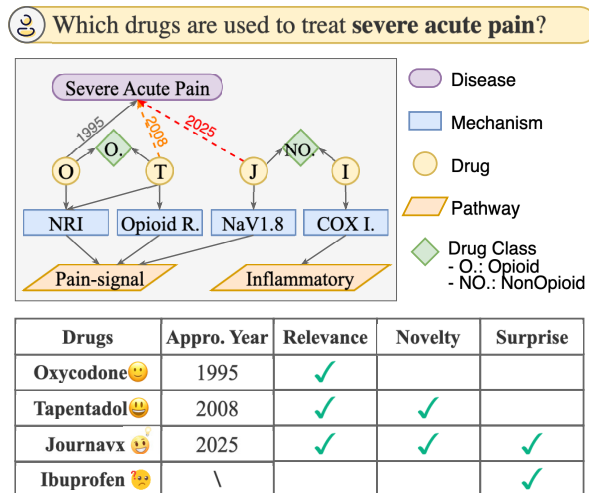 Which drugs are used to treat severe acute pain?
Severe Acute Pain
1995
2008
2025
O.
NO.
O
T
J
I
NRI
Opioid R.
NaV1.8
COX I.
Pain-signal
Inflammatory
Disease
Mechanism
Drug
Pathway
Drug Class
- O.: Opioid
- NO.: NonOpioid
Drugs Appro. Year Relevance Novelty Surprise
Oxycodone🙂 1995 ✓
Tapentadol😃 2008 ✓ ✓
Journavx 2025 ✓ ✓ ✓
Ibuprofen \ ✓